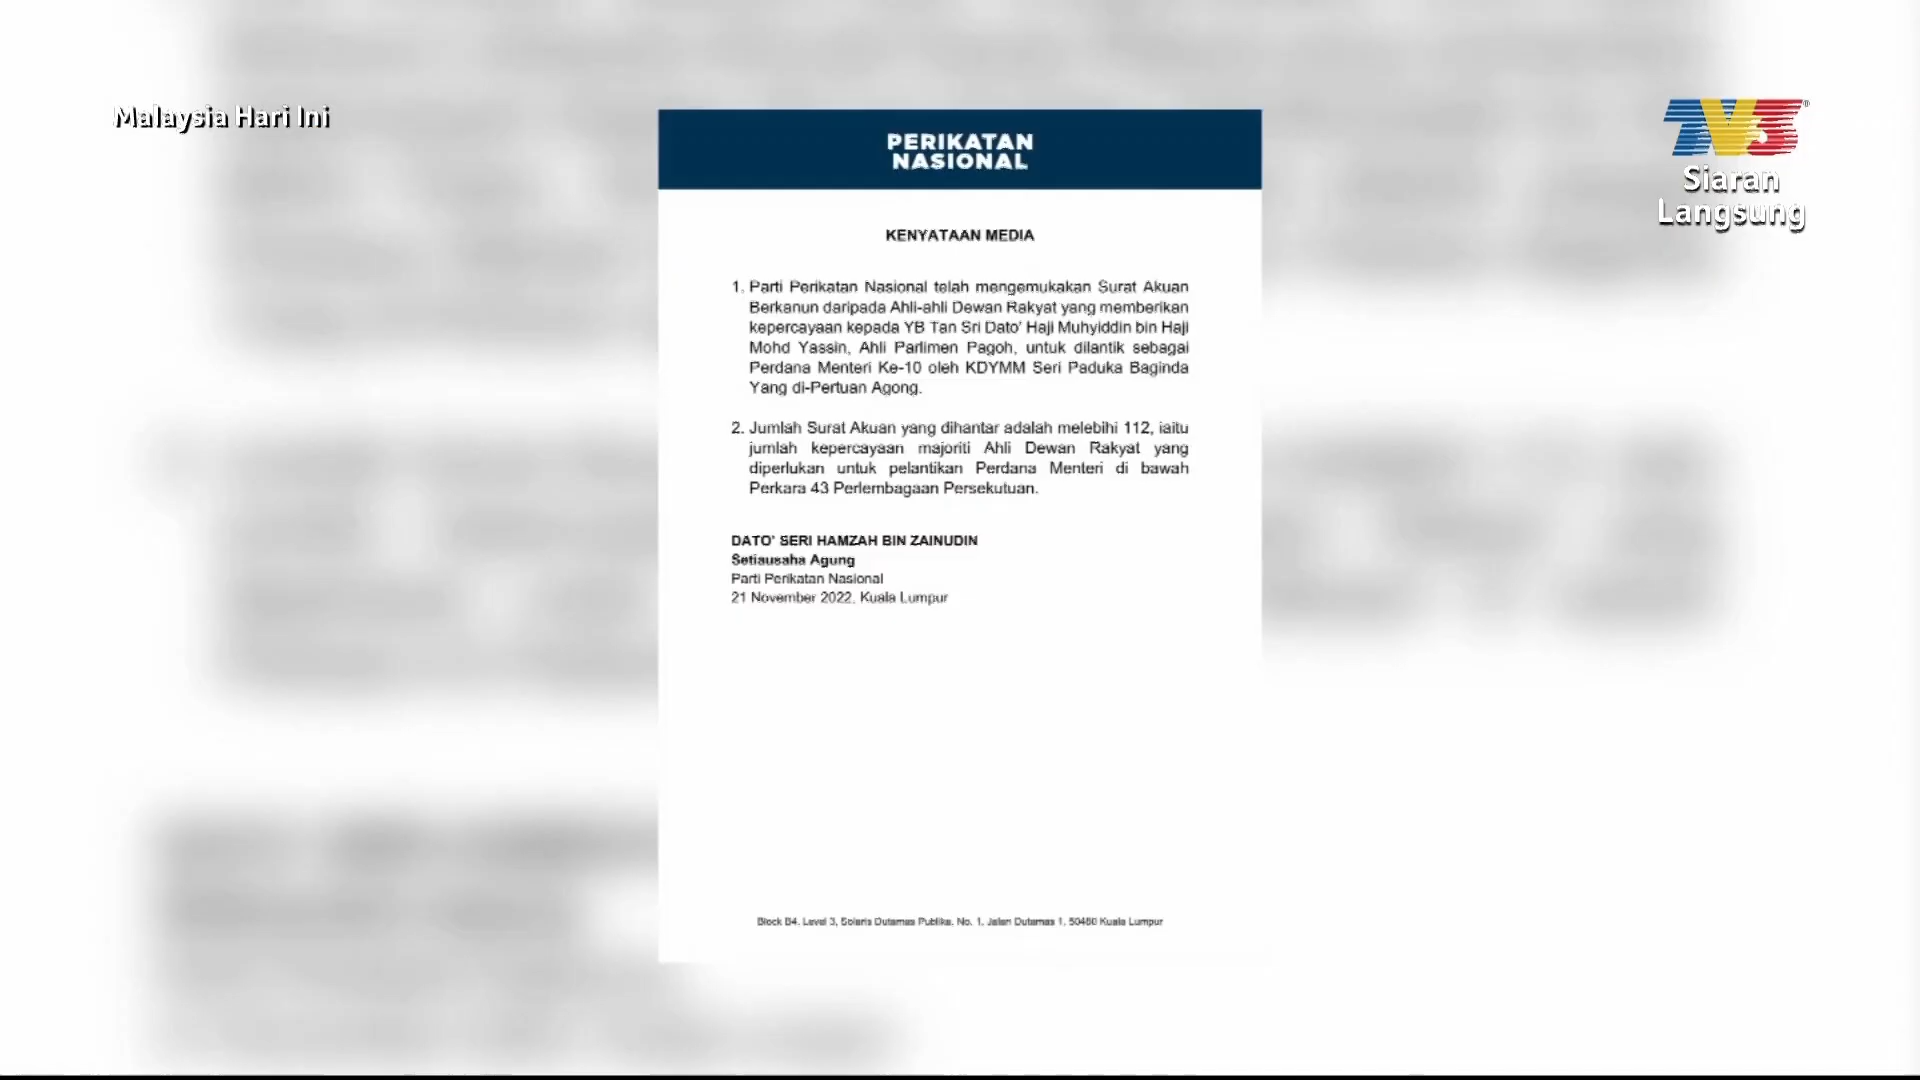 Malaysia Hari Ini
TV3
Siaran
Langsung
PERIKATAN
NASIONAL
KENYATAAN MEDIA
1. Parti Perikatan Nasional telah mengemukakan Surat Akuan
Berkanun daripada Ahli-ahli Dewan Rakyat yang memberikan
kepercayaan kepada YB Tan Sri Dato' Haji Muhyiddin bin Haji
Mohd Yassin, Ahli Parlimen Pagoh, untuk dilantik sebagai
Perdana Menteri Ke-10 oleh KDYMM Seri Paduka Baginda
Yang di-Pertuan Agong.
2. Jumlah Surat Akuan yang dihantar adalah melebihi 112, iaitu
jumlah kepercayaan majoriti Ahli Dewan Rakyat yang
diperlukan untuk pelantikan Perdana Menteri di bawah
Perkara 43 Perlembagaan Persekutuan.
DATO' SERI HAMZAH BIN ZAINUDIN
Setiausaha Agung
Parti Perikatan Nasional
21 November 2022, Kuala Lumpur
Block B4, Level 3, Solaris Dutamas Publika, No. 1, Jalan Dutamas 1, 50480 Kuala Lumpur